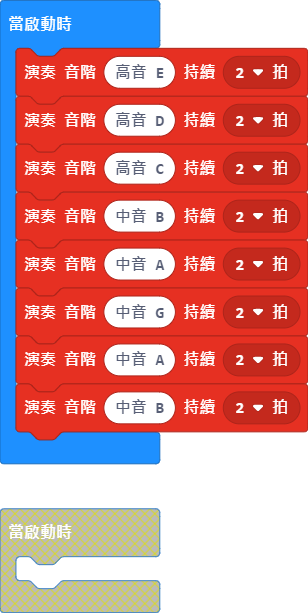 當啟動時
演奏 音階 高音 E 持續 2 拍
演奏 音階 高音 D 持續 2 拍
演奏 音階 高音 C 持續 2 拍
演奏 音階 中音 B 持續 2 拍
演奏 音階 中音 A 持續 2 拍
演奏 音階 中音 G 持續 2 拍
演奏 音階 中音 A 持續 2 拍
演奏 音階 中音 B 持續 2 拍
當啟動時